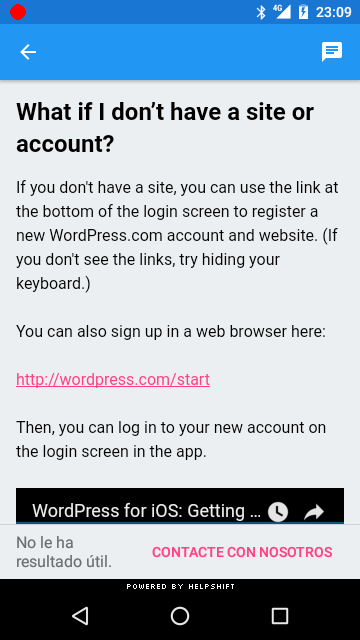 4G 23:09
What if I don’t have a site or
account?
If you don't have a site, you can use the link at
the bottom of the login screen to register a
new WordPress.com account and website. (If
you don't see the links, try hiding your
keyboard.)
You can also sign up in a web browser here:
http://wordpress.com/start
Then, you can log in to your new account on
the login screen in the app.
WordPress for iOS: Getting ...
No le ha
resultado útil.
CONTACTE CON NOSOTROS
POWERED BY HELPSHIFT